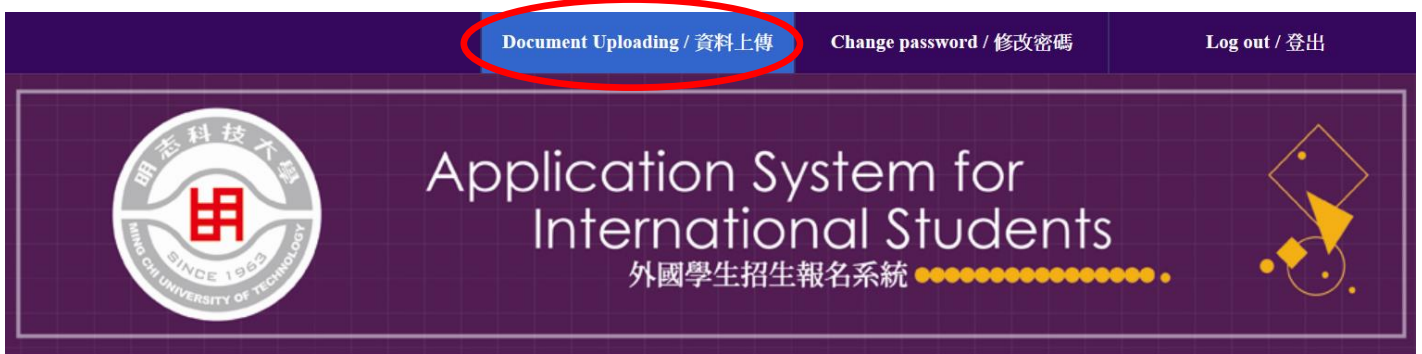 Document Uploading / 資料上傳
Change password / 修改密碼
Log out / 登出
明志科技大學
明
MING CHI UNIVERSITY OF TECHNOLOGY
SINCE 1963
Application System for
International Students
外國學生招生報名系統